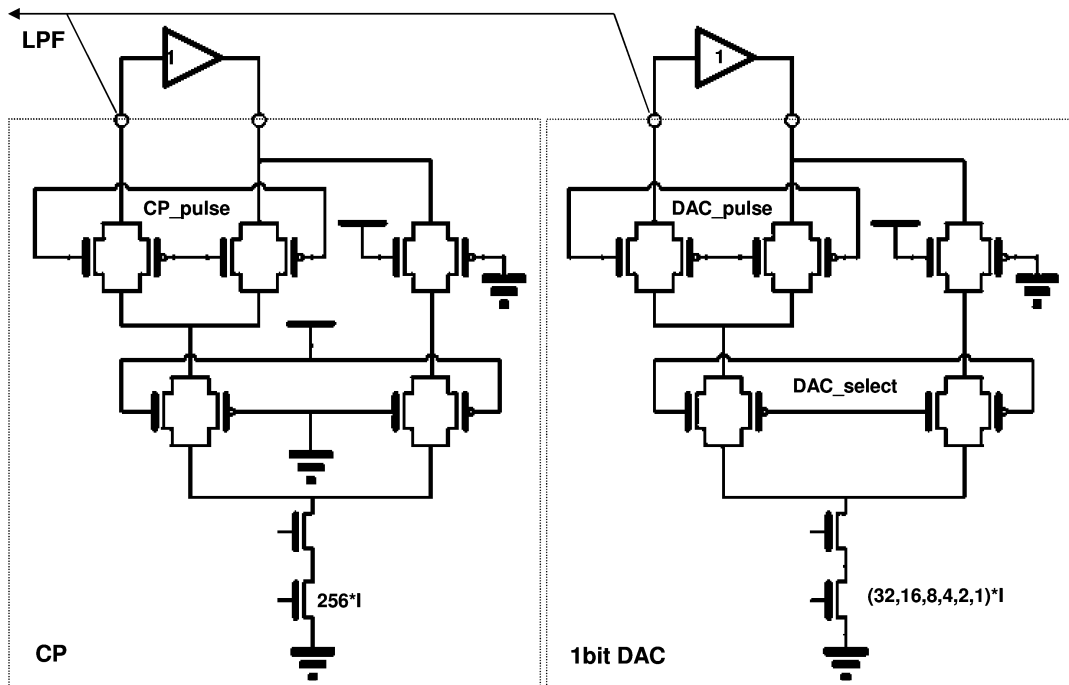 LPF
1
1
CP_pulse
DAC_pulse
DAC_select
256*I
(32,16,8,4,2,1)*I
CP
1bit DAC